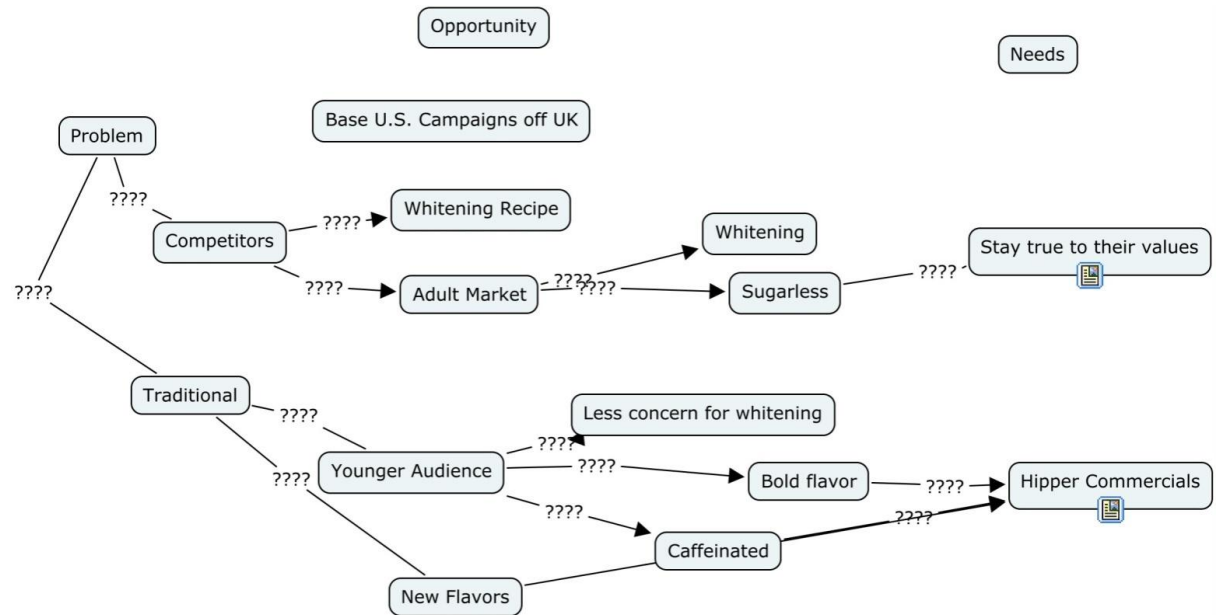 Opportunity
Needs
Base U.S. Campaigns off UK
Problem
????
Whitening Recipe
????
Competitors
Whitening
Stay true to their values
????
????
????
????
????
Adult Market
Sugarless
????
Traditional
????
Less concern for whitening
????
Younger Audience
????
????
Bold flavor
????
Hipper Commercials
????
????
Caffeinated
New Flavors